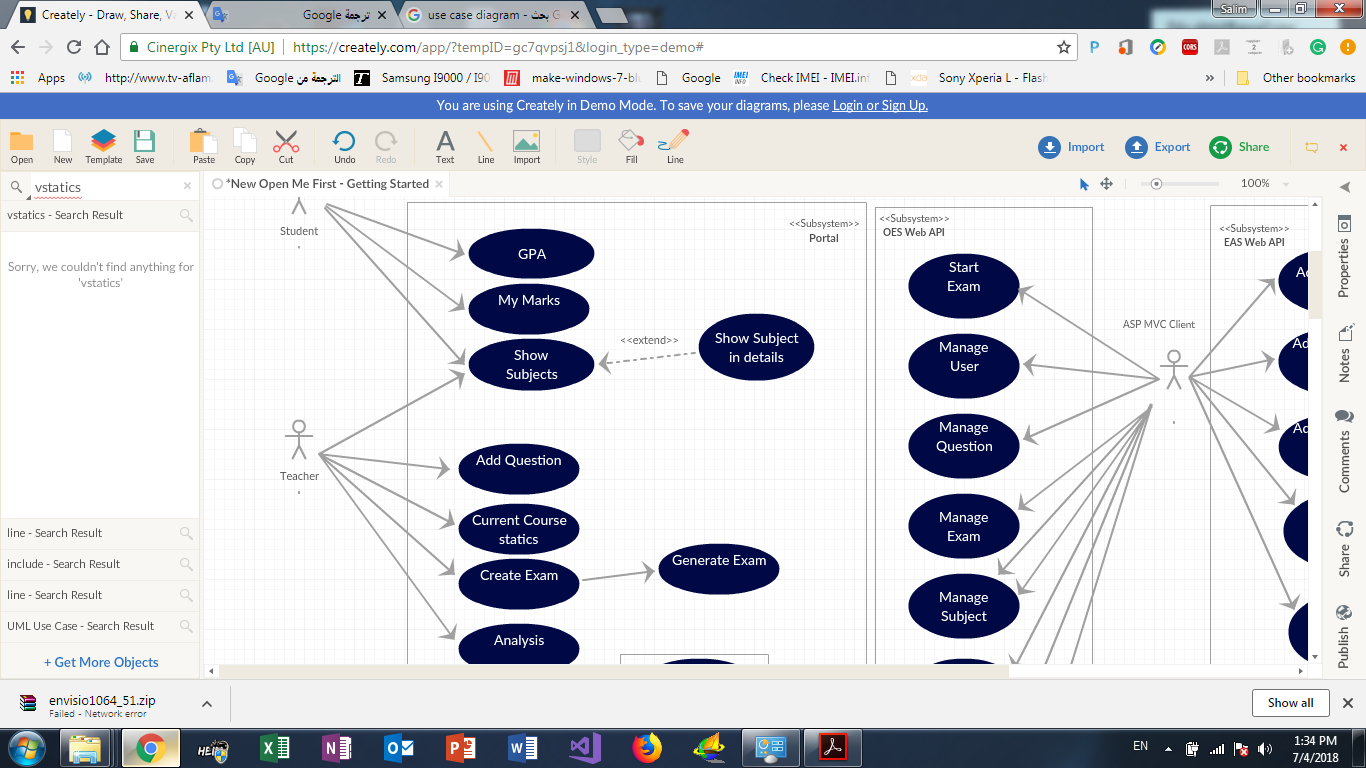 Creately - Draw, Share, Va
ترجمة Google
use case diagram - بحث G
Salim
Cinergix Pty Ltd [AU]
https://creately.com/app/?tempID=gc7qvpsj1&login_type=demo#
Apps
http://www.tv-aflam
الترجمة من Google
Samsung I9000 / I90
make-windows-7-blu
Google
Check IMEI - IMEI.inf
Sony Xperia L - Flash
»
Other bookmarks
You are using Creately in Demo Mode. To save your diagrams, please Login or Sign Up.
Open
New
Template
Save
Paste
Copy
Cut
Undo
Redo
Text
Line
Import
Style
Fill
Line
Import
Export
Share
vstatics
*New Open Me First - Getting Started
100%
vstatics - Search Result
Sorry, we couldn't find anything for
'vstatics'
line - Search Result
include - Search Result
line - Search Result
UML Use Case - Search Result
+ Get More Objects
Student
Teacher
<<Subsystem>>
Portal
GPA
My Marks
Show
Subjects
<<extend>>
Show Subject
in details
Add Question
Current Course
statics
Create Exam
Generate Exam
Analysis
<<Subsystem>>
OES Web API
Start
Exam
Manage
User
Manage
Question
Manage
Exam
Manage
Subject
ASP MVC Client
<<Subsystem>>
EAS Web API
Ad
Ad
Properties
Notes
Comments
Share
Publish
envisio1064_51.zip
Failed - Network error
Show all
EN
1:34 PM
7/4/2018